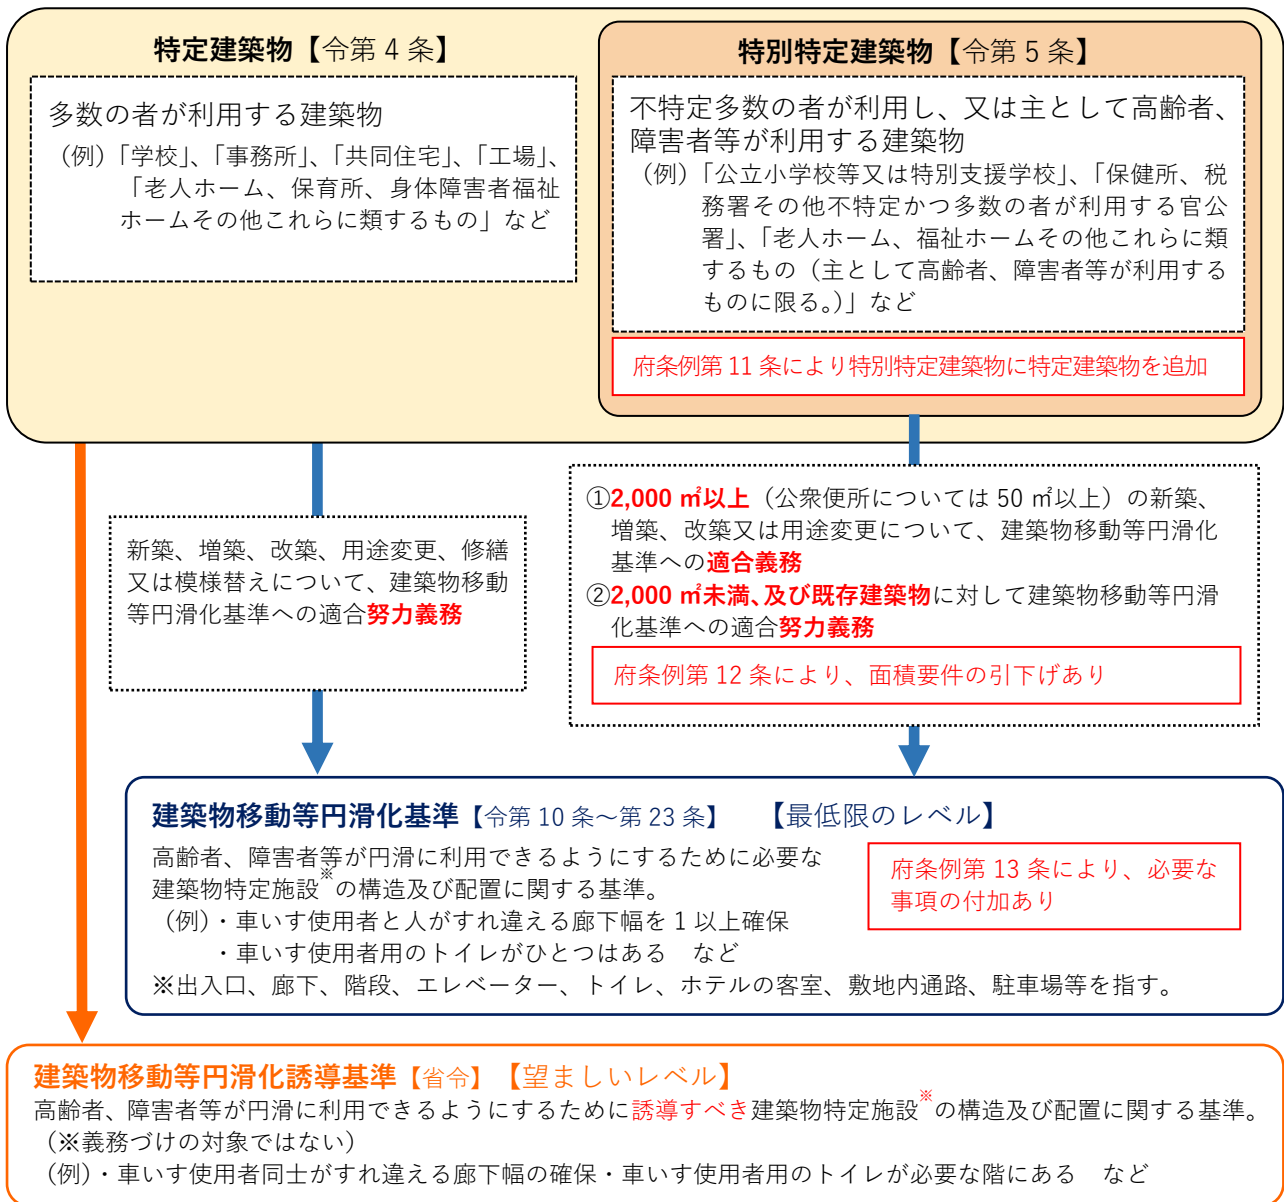 特定建築物【令第 4 条】
多数の者が利用する建築物
（例）「学校」、「事務所」、「共同住宅」、「工場」、
「老人ホーム、保育所、身体障害者福祉
ホームその他これらに類するもの」など
特別特定建築物【令第 5 条】
不特定多数の者が利用し、又は主として高齢者、
障害者等が利用する建築物
（例）「公立小学校等又は特別支援学校」、「保健所、税
務署その他不特定かつ多数の者が利用する官公
署」、「老人ホーム、福祉ホームその他これらに類
するもの（主として高齢者、障害者等が利用する
ものに限る。）」など
府条例第 11 条により特別特定建築物に特定建築物を追加
新築、増築、改築、用途変更、修繕
又は模様替えについて、建築物移動
等円滑化基準への適合努力義務
①2,000 ㎡以上（公衆便所については 50 ㎡以上）の新築、
増築、改築又は用途変更について、建築物移動等円滑化
基準への適合義務
②2,000 ㎡未満、及び既存建築物に対して建築物移動等円滑
化基準への適合努力義務
府条例第 12 条により、面積要件の引下げあり
建築物移動等円滑化基準【令第 10 条～第 23 条】　【最低限のレベル】
高齢者、障害者等が円滑に利用できるようにするために必要な
建築物特定施設※の構造及び配置に関する基準。
（例）・車いす使用者と人がすれ違える廊下幅を 1 以上確保
・車いす使用者用のトイレがひとつはある　など
※出入口、廊下、階段、エレベーター、トイレ、ホテルの客室、敷地内通路、駐車場等を指す。
府条例第 13 条により、必要な
事項の付加あり
建築物移動等円滑化誘導基準【省令】【望ましいレベル】
高齢者、障害者等が円滑に利用できるようにするために誘導すべき建築物特定施設※の構造及び配置に関する基準。
（※義務づけの対象ではない）
（例）・車いす使用者同士がすれ違える廊下幅の確保・車いす使用者用のトイレが必要な階にある　など